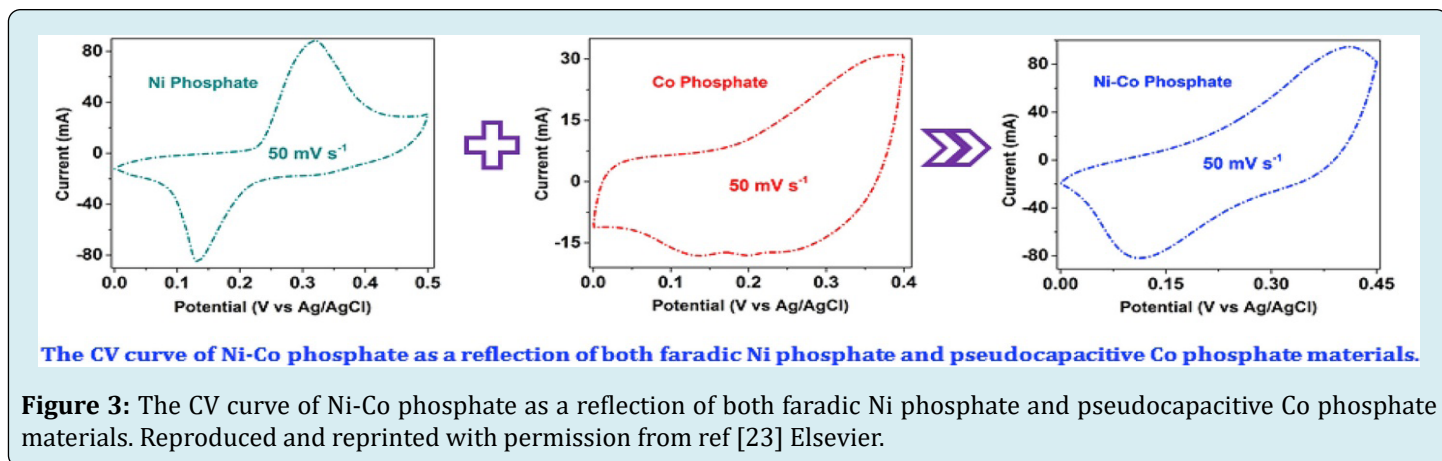 80
40
0
-40
-80
Current (mA)
Ni Phosphate
50 mV s⁻¹
0.0 0.1 0.2 0.3 0.4 0.5
Potential (V vs Ag/AgCl)
30
15
0
-15
Current (mA)
Co Phosphate
50 mV s⁻¹
0.0 0.1 0.2 0.3 0.4
Potential (V vs Ag/AgCl)
80
40
0
-40
-80
Current (mA)
Ni-Co Phosphate
50 mV s⁻¹
0.00 0.15 0.30 0.45
Potential (V vs Ag/AgCl)
The CV curve of Ni-Co phosphate as a reflection of both faradic Ni phosphate and pseudocapacitive Co phosphate materials.
Figure 3: The CV curve of Ni-Co phosphate as a reflection of both faradic Ni phosphate and pseudocapacitive Co phosphate
materials. Reproduced and reprinted with permission from ref [23] Elsevier.